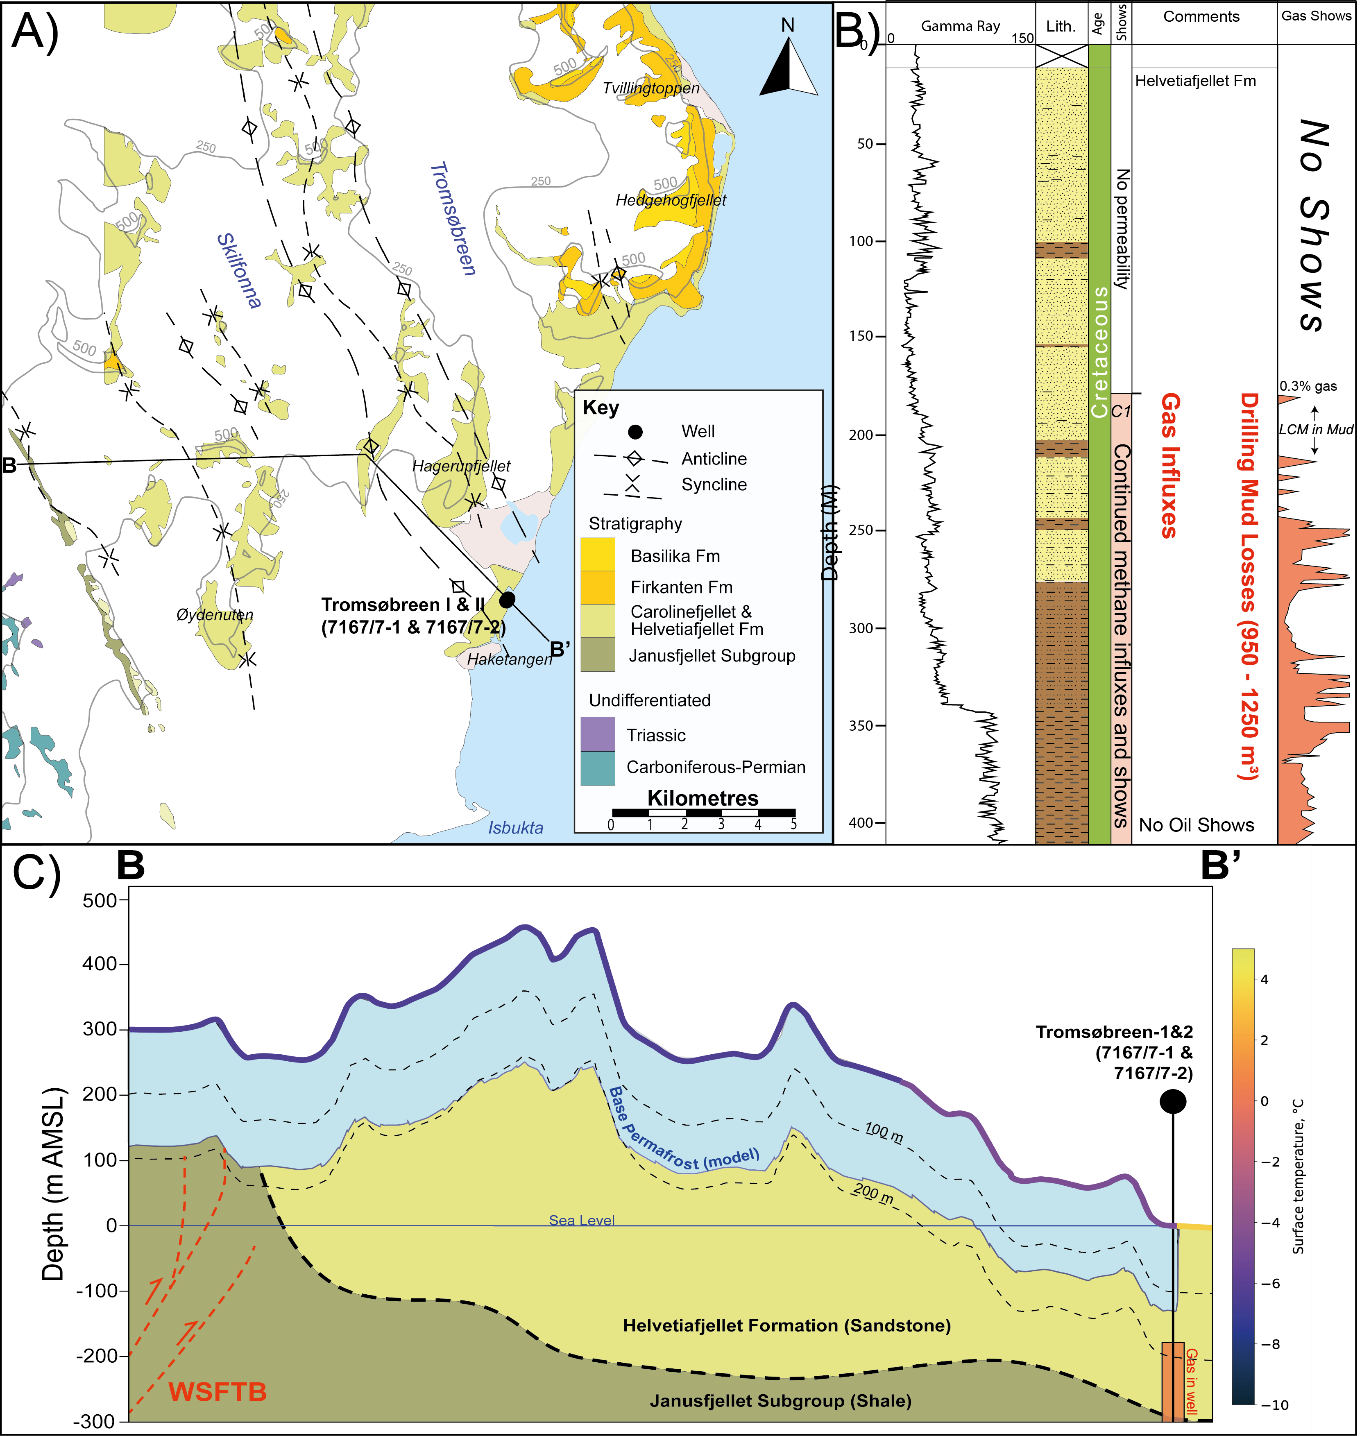 A)
N
500
500
250
500
250
500
500
500
250
250
500
500
250
250
Tvillingtoppen
Hedgehogfjellet
Tromsøbreen
Skilfonna
Hagerupfjellet
Øydenuten
Haketangen
Isbukta
B
B'
Tromsøbreen I & II
(7167/7-1 & 7167/7-2)
Key
Well
Anticline
Syncline
Stratigraphy
Basilika Fm
Firkanten Fm
Carolinefjellet &
Helvetiafjellet Fm
Janusfjellet Subgroup
Undifferentiated
Triassic
Carboniferous-Permian
Kilometres
0 1 2 3 4 5
B)
Gamma Ray
0 150
Lith.
Age
Shows
Comments
Gas Shows
Depth (M)
0
50
100
150
200
250
300
350
400
Cretaceous
No permeability
C1
Continued methane influxes and shows
Helvetiafjellet Fm
Gas Influxes
Drilling Mud Losses (950 - 1250 m³)
No Oil Shows
No Shows
0.3% gas
LCM in Mud
C)
B
B'
Depth (m AMSL)
500
400
300
200
100
0
-100
-200
-300
Base permafrost (model)
100 m
200 m
Sea Level
Helvetiafjellet Formation (Sandstone)
Janusfjellet Subgroup (Shale)
WSFTB
Tromsøbreen-1&2
(7167/7-1 &
7167/7-2)
Gas in well
4
2
0
−2
−4
−6
−8
−10
Surface temperature, °C